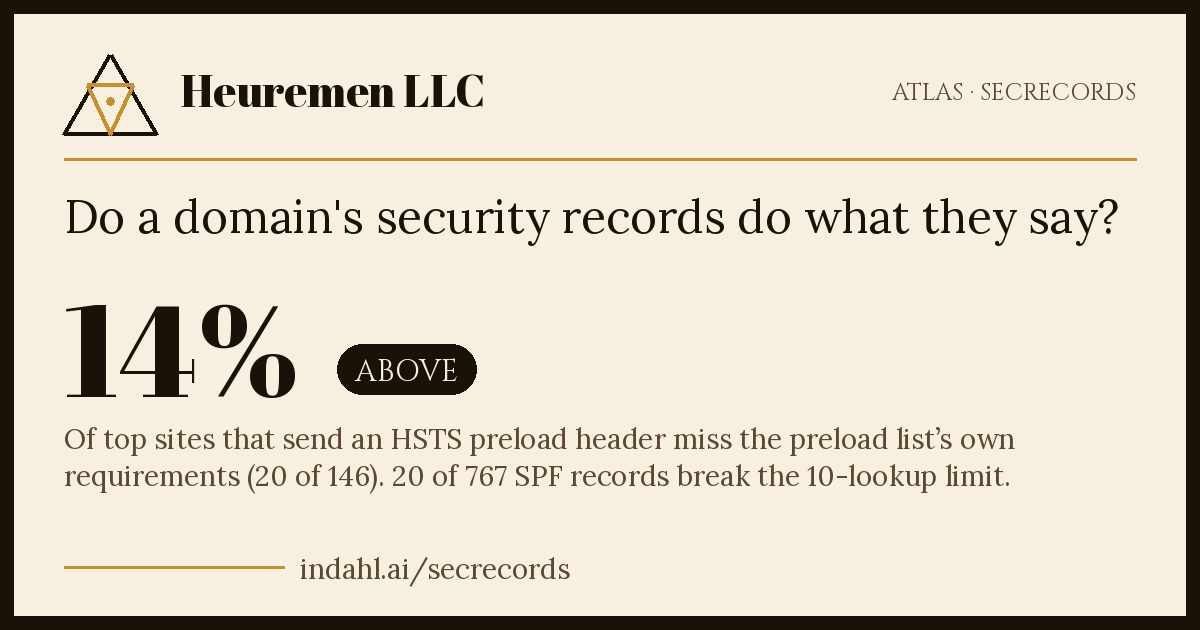 Heuremen LLC
ATLAS · SECRECORDS
Do a domain's security records do what they say?
14%
ABOVE
Of top sites that send an HSTS preload header miss the preload list’s own
requirements (20 of 146). 20 of 767 SPF records break the 10-lookup limit.
indahl.ai/secrecords